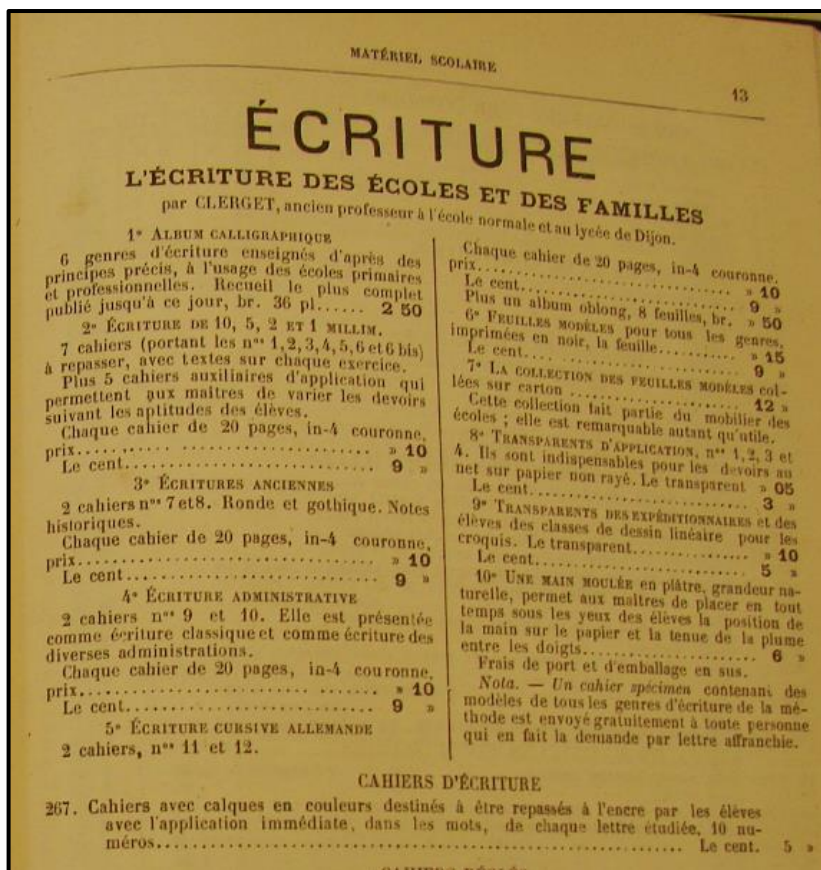 MATÉRIEL SCOLAIRE
13
ÉCRITURE
L'ÉCRITURE DES ÉCOLES ET DES FAMILLES
par CLERGET, ancien professeur à l'école normale et au lycée de Dijon.
1º ALBUM CALLIGRAPHIQUE
6 genres d'écriture enseignés d'après des
principes précis, à l'usage des écoles primaires
et professionnelles. Recueil le plus complet
publié jusqu'à ce jour, br. 36 pl...... 2 50
2º ÉCRITURE DE 10, 5, 2 ET 1 MILLIM.
7 cahiers (portant les nºˢ 1, 2, 3, 4, 5, 6 et 6 bis)
à repasser, avec textes sur chaque exercice.
Plus 5 cahiers auxiliaires d'application qui
permettent aux maîtres de varier les devoirs
suivant les aptitudes des élèves.
Chaque cahier de 20 pages, in-4 couronne,
prix.................................... » 10
Le cent............................ 9 »
3º ÉCRITURES ANCIENNES
2 cahiers nºˢ 7 et 8. Ronde et gothique. Notes
historiques.
Chaque cahier de 20 pages, in-4 couronne,
prix.................................... » 10
Le cent............................ 9 »
4º ÉCRITURE ADMINISTRATIVE
2 cahiers nºˢ 9 et 10. Elle est présentée
comme écriture classique et comme écriture des
diverses administrations.
Chaque cahier de 20 pages, in-4 couronne,
prix.................................... » 10
Le cent............................ 9 »
5º ÉCRITURE CURSIVE ALLEMANDE
2 cahiers, nºˢ 11 et 12.
Chaque cahier de 20 pages, in-4 couronne,
prix.................................... » 10
Le cent............................ 9 »
Plus un album oblong, 8 feuilles, br. » 50
6º FEUILLES MODÈLES pour tous les genres,
imprimées en noir, la feuille........... » 15
Le cent............................ 9 »
7º LA COLLECTION DES FEUILLES MODÈLES col-
lées sur carton .................... 12 »
Cette collection fait partie du mobilier des
écoles ; elle est remarquable autant qu'utile.
8º TRANSPARENTS D'APPLICATION, nºˢ 1, 2, 3 et
4. Ils sont indispensables pour les devoirs au
net sur papier non rayé. Le transparent » 05
Le cent............................ 3 »
9º TRANSPARENTS DES EXPÉDITIONNAIRES et des
élèves des classes de dessin linéaire pour les
croquis. Le transparent................. » 10
Le cent............................ 5 »
10º UNE MAIN MOULÉE en plâtre, grandeur na-
turelle, permet aux maîtres de placer en tout
temps sous les yeux des élèves la position de
la main sur le papier et la tenue de la plume
entre les doigts....................... 6 »
Frais de port et d'emballage en sus.
Nota. — Un cahier spécimen contenant des
modèles de tous les genres d'écriture de la mé-
thode est envoyé gratuitement à toute personne
qui en fait la demande par lettre affranchie.
CAHIERS D'ÉCRITURE
267. Cahiers avec calques en couleurs destinés à être repassés à l'encre par les élèves
avec l'application immédiate, dans les mots, de chaque lettre étudiée, 10 nu-
méros........................................................ Le cent. 5 »